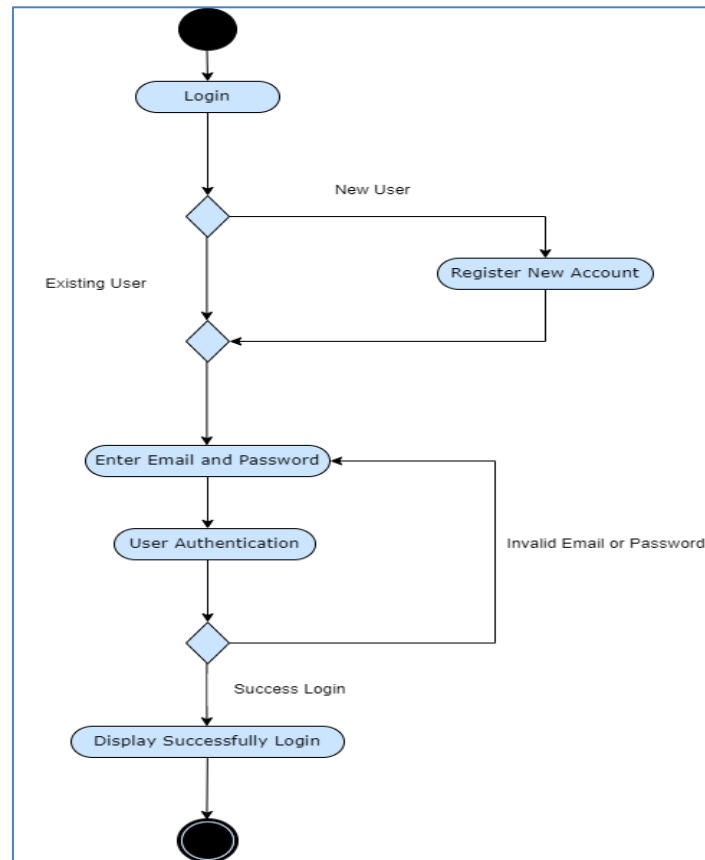 Login
New User
Register New Account
Existing User
Enter Email and Password
User Authentication
Invalid Email or Password
Success Login
Display Successfully Login